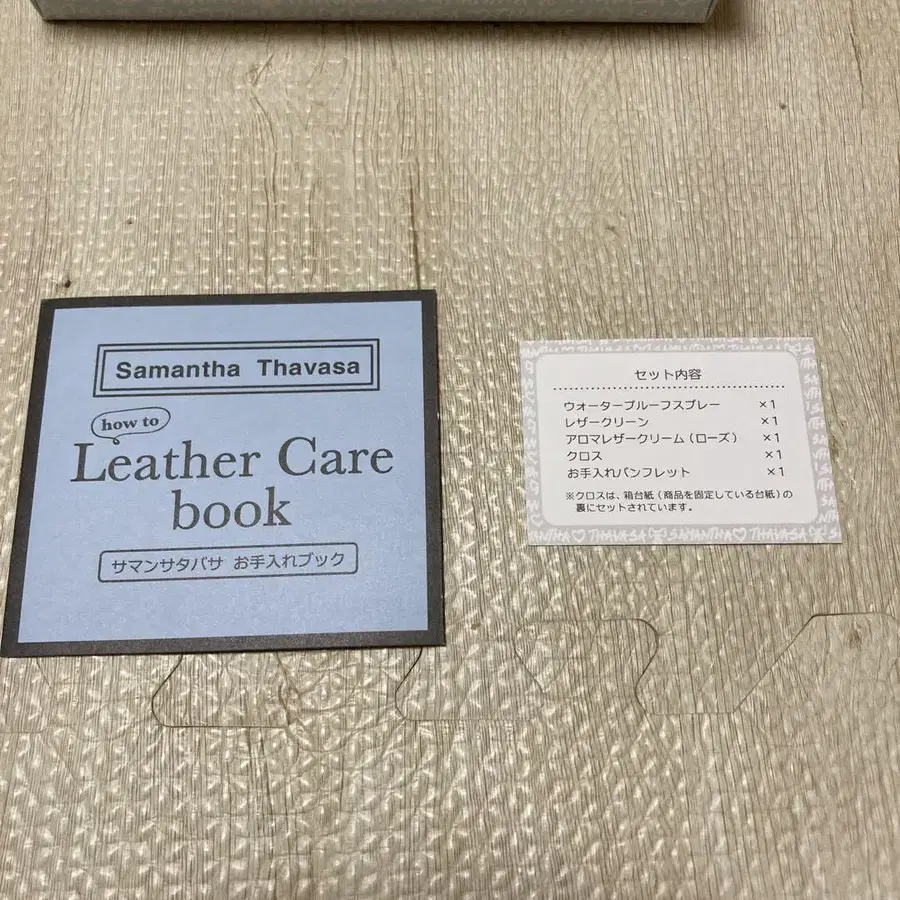 Samantha Thavasa
how to
Leather Care
book
サマンサタバサ お手入れブック
セット内容
ウォータープルーフスプレー ×1
レザークリーン ×1
アロマレザークリーム（ローズ） ×1
クロス ×1
お手入れパンフレット ×1
※クロスは、箱台紙（商品を固定している台紙）の
裏にセットされています。
SAMANTHA♡THAVASA